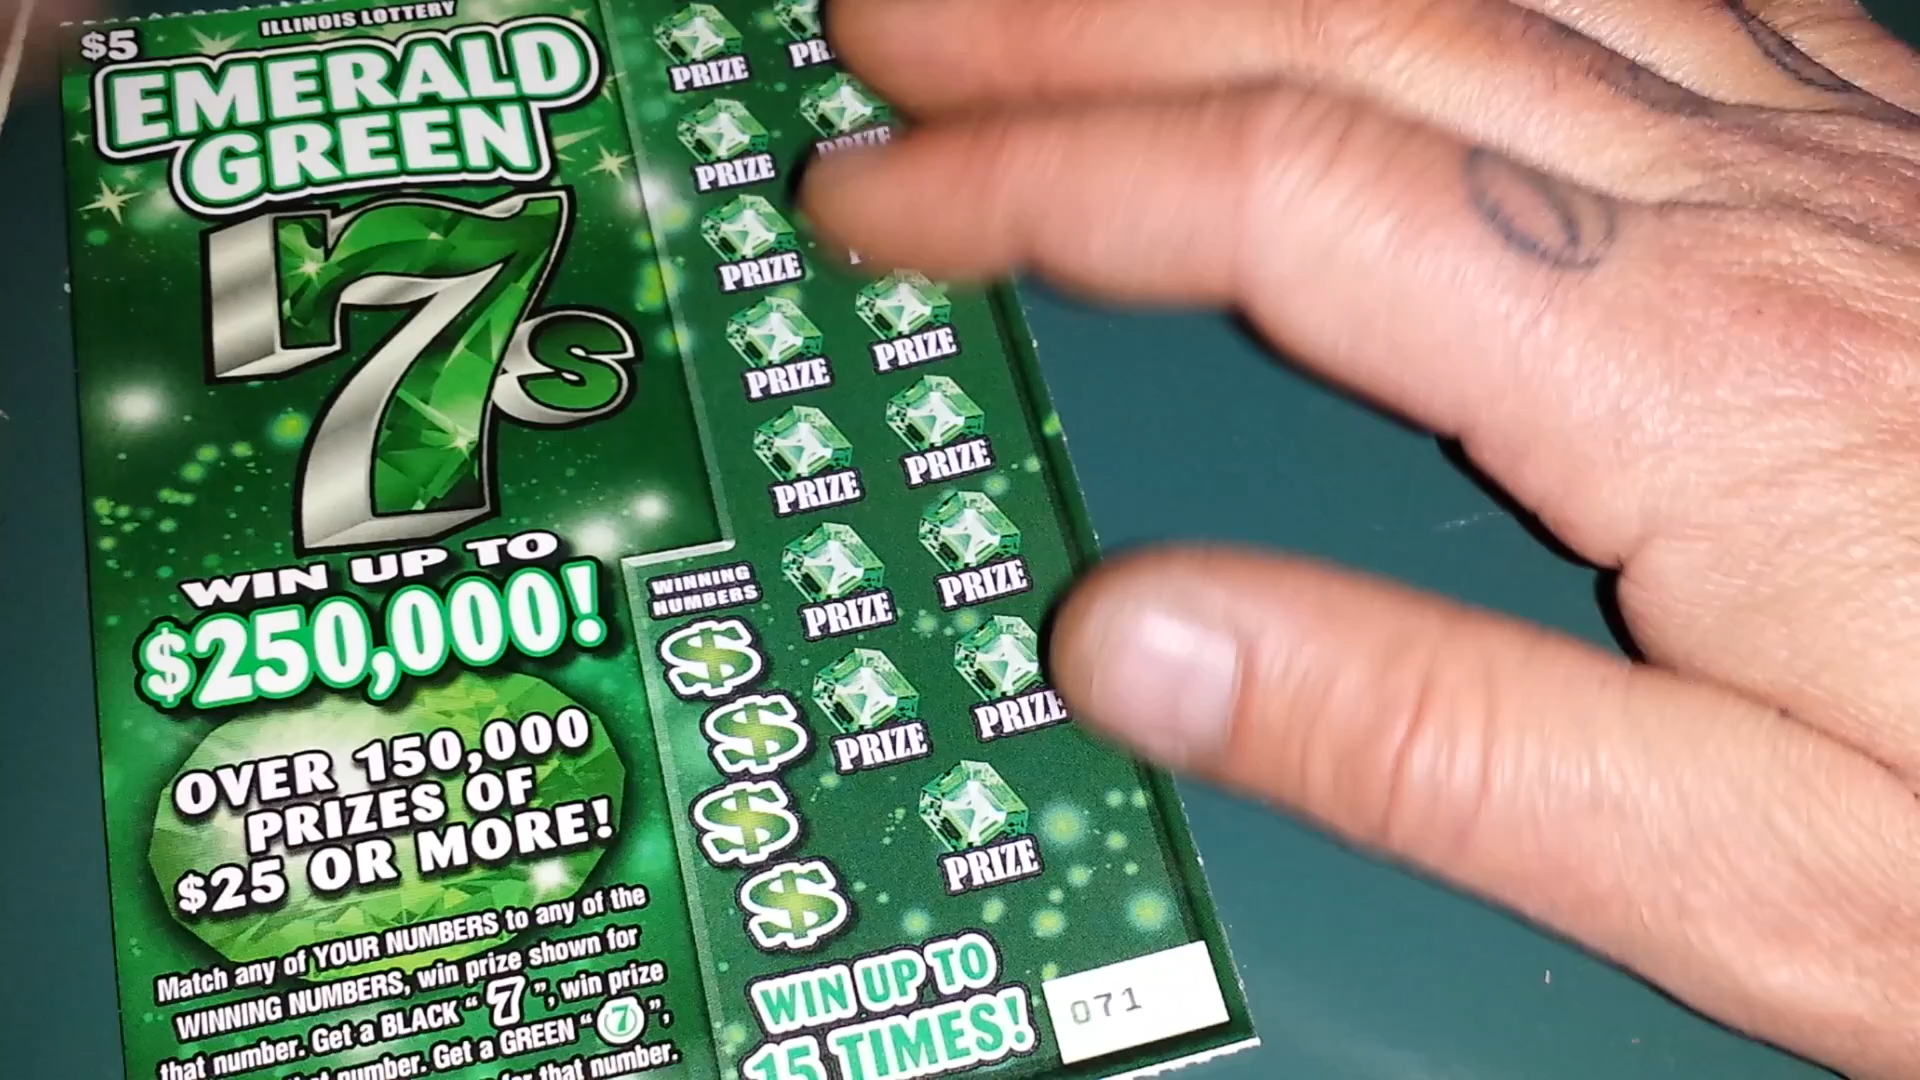 ILLINOIS LOTTERY
$5
EMERALD
GREEN
7s
WIN UP TO
$250,000!
OVER 150,000
PRIZES OF
$25 OR MORE!
Match any of YOUR NUMBERS to any of the
WINNING NUMBERS, win prize shown for
that number. Get a BLACK "7", win prize
number. Get a GREEN "7",
for that number.
PRIZE
PRIZE
PRIZE
PRIZE
PRIZE PRIZE
PRIZE PRIZE
PRIZE PRIZE
PRIZE PRIZE
PRIZE
WINNING
NUMBERS
$
$
$
$
WIN UP TO
15 TIMES!
071